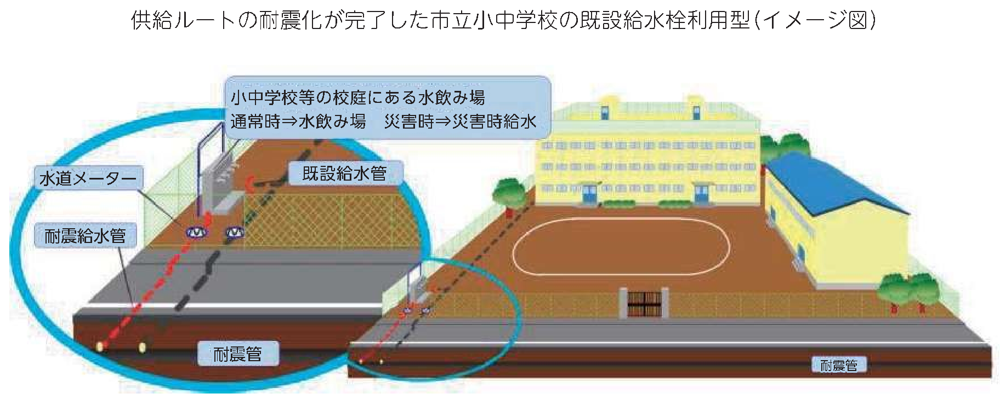 供給ルートの耐震化が完了した市立小中学校の既設給水栓利用型(イメージ図)
小中学校等の校庭にある水飲み場
通常時⇒水飲み場　災害時⇒災害時給水
既設給水管
水道メーター
耐震給水管
耐震管
耐震管